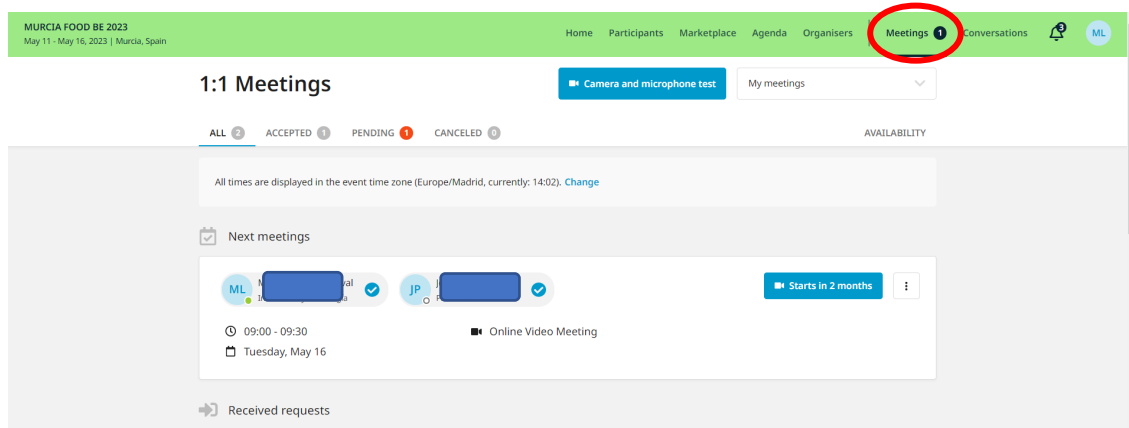 MURCIA FOOD BE 2023
May 11 - May 16, 2023 | Murcia, Spain
Home Participants Marketplace Agenda Organisers Meetings 1 Conversations 3 ML
1:1 Meetings
Camera and microphone test
My meetings
ALL 2 ACCEPTED 1 PENDING 1 CANCELED 0 AVAILABILITY
All times are displayed in the event time zone (Europe/Madrid, currently: 14:02). Change
Next meetings
ML JP
Starts in 2 months
09:00 - 09:30 Online Video Meeting
Tuesday, May 16
Received requests